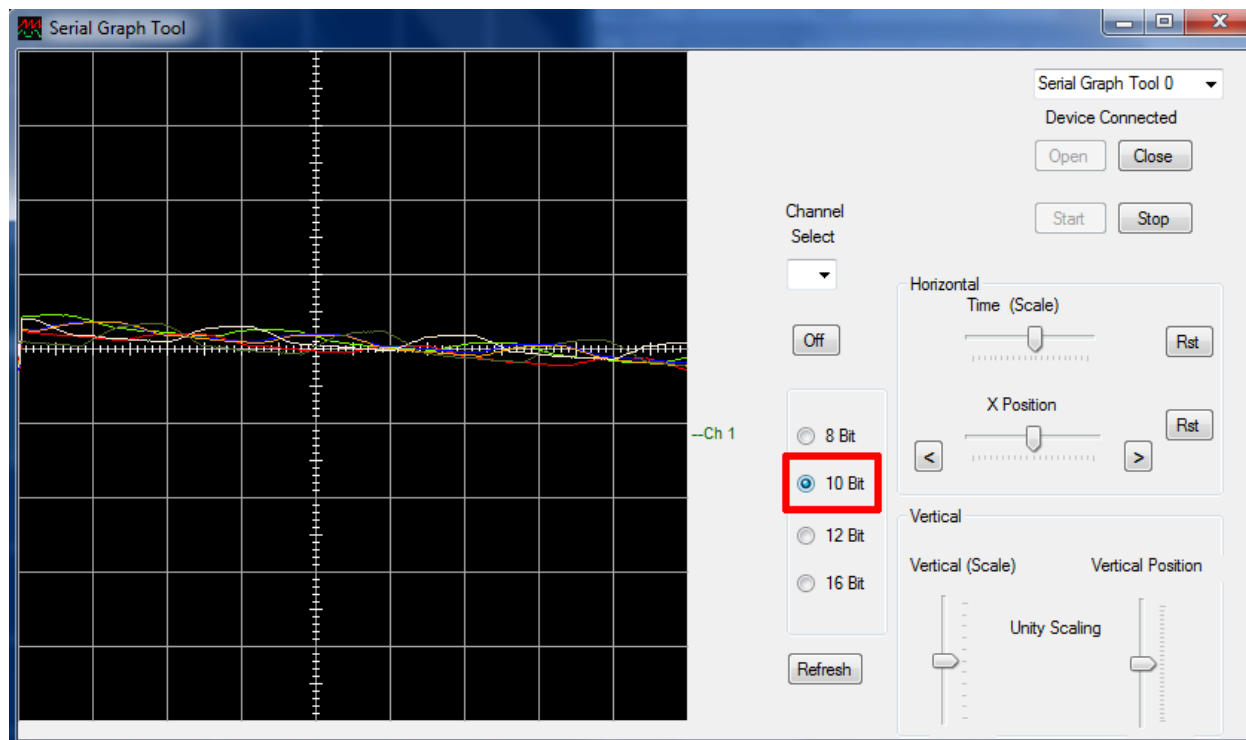 Serial Graph Tool
Serial Graph Tool 0
Device Connected
Open
Close
Start
Stop
Channel
Select
Off
--Ch 1
8 Bit
10 Bit
12 Bit
16 Bit
Refresh
Horizontal
Time (Scale)
Rst
X Position
Rst
<
>
Vertical
Vertical (Scale)
Vertical Position
Unity Scaling